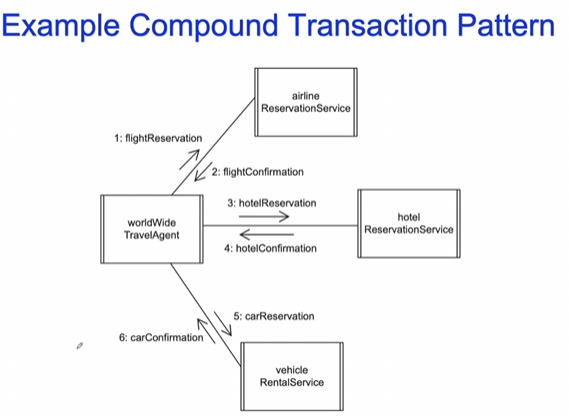 Example Compound Transaction Pattern
airline
ReservationService
1: flightReservation
2: flightConfirmation
3: hotelReservation
worldWide
TravelAgent
hotel
ReservationService
4: hotelConfirmation
5: carReservation
6: carConfirmation
vehicle
RentalService